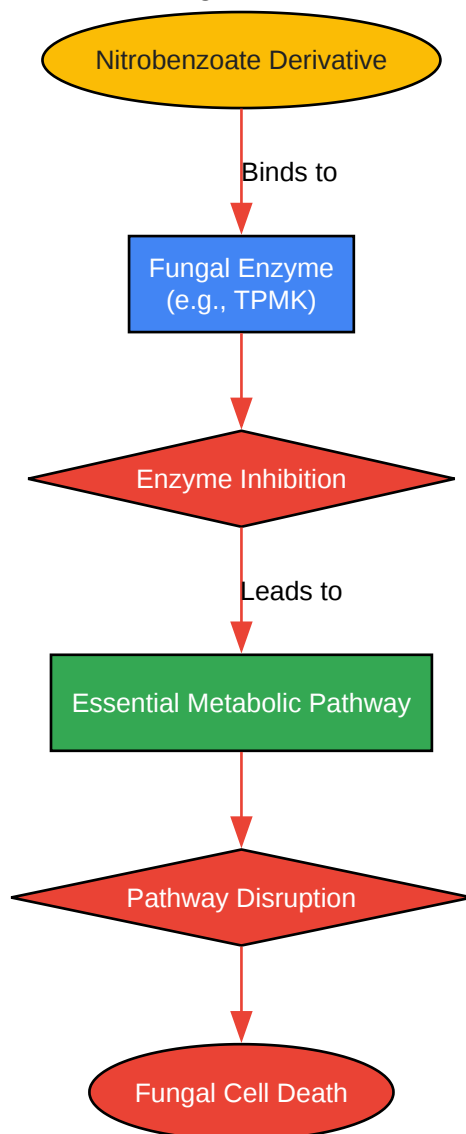 Nitrobenzoate Derivative
Binds to
Fungal Enzyme
(e.g., TPMK)
Enzyme Inhibition
Leads to
Essential Metabolic Pathway
Pathway Disruption
Fungal Cell Death